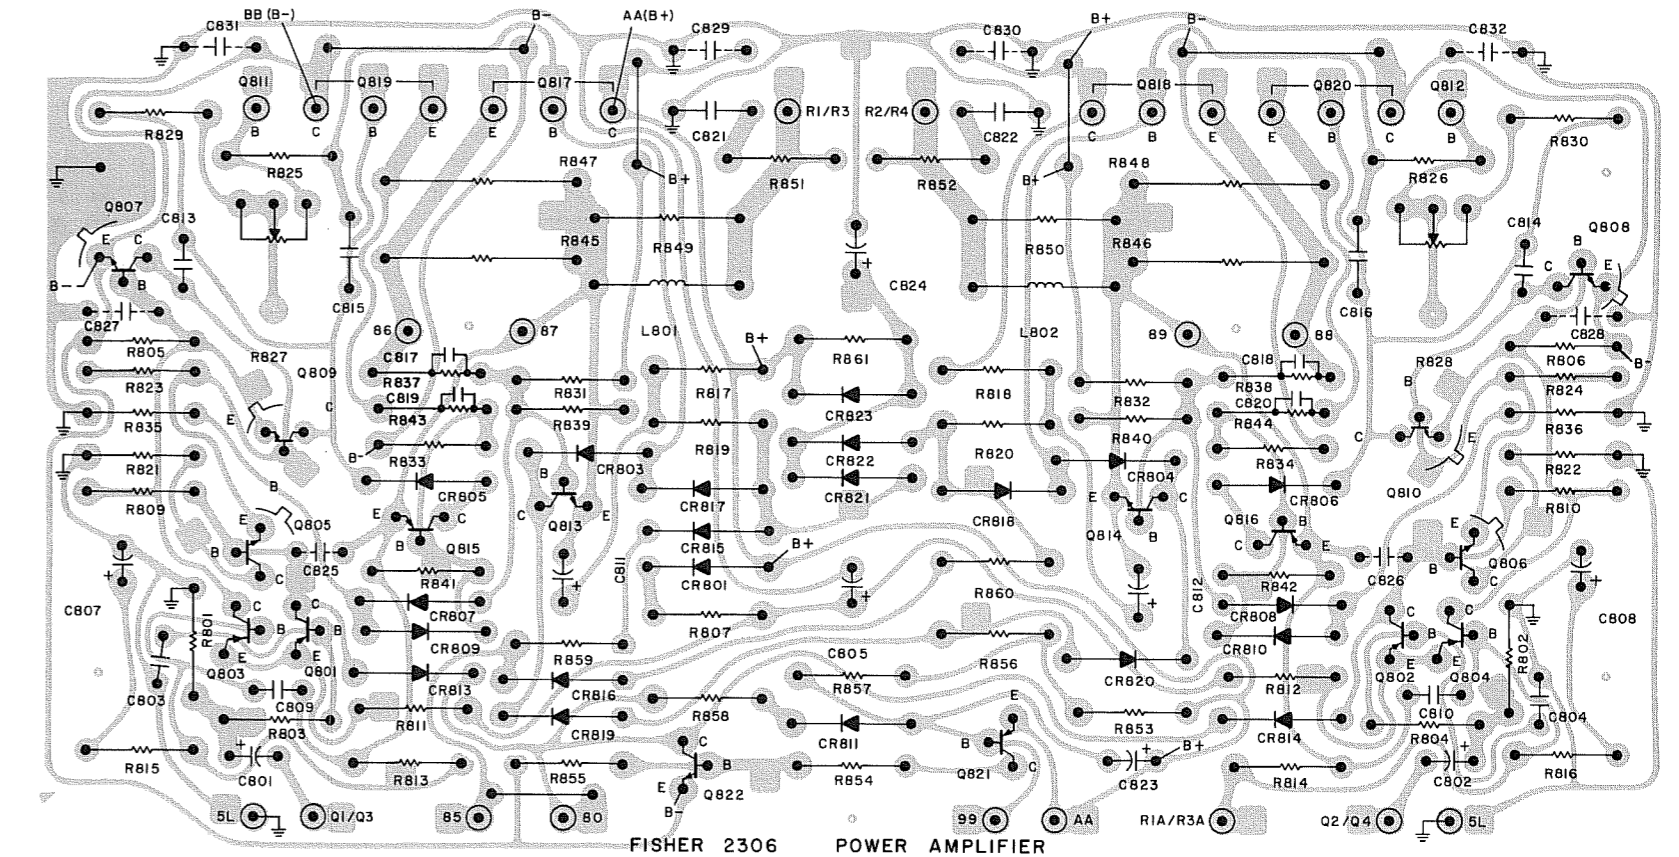 C831 BB (B-) B- AA(B+) C829 C830 B+ B- C832
Q811 Q819 Q817 Q818 Q820 Q812
R829 B C B E E B C C821 R1/R3 R2/R4 C822 C B E E B C B R830
R825 R847 B+ R851 R852 B+ R848 R826
Q807 C813 C814 Q808
E C R845 R849 R850 R846 B
B- B C815 C824 C816 C E
C827 86 87 L801 L802 89 88 C828
R805 R827 C817 B+ R861 C818 R828 R806 B-
R823 Q809 R837 R831 R817 CR823 R818 R832 R838 B R824
E C C819 C820
R835 R843 R839 R819 CR822 R820 R840 R844 C E R836
R821 B- R833 CR803 CR821 CR804 R834 R822
R809 B CR805 B CR817 CR818 E C CR806 Q810 R810
E Q805 E C C Q813 E Q814 B Q816 B E
B C825 B Q815 CR815 B+ C E C826 B Q806
C R841 C811 CR801 R860 C812 R842 C
C807 R801 C C CR807 CR808 C C R802 C808
B B CR809 R807 CR810 B B
E E R859 C805 R856 E E
C803 Q803 Q801 CR813 CR816 R857 CR820 R812 Q802 Q804
C809 R811 R858 E R853 C810 C804
R803 CR819 CR811 CR814 R804
R815 C801 R813 R855 C B R854 B Q821 C C823 B+ R814 C802 R816
E Q822
B-
5L Q1/Q3 85 80 99 AA R1A/R3A Q2/Q4 5L
FISHER 2306 POWER AMPLIFIER